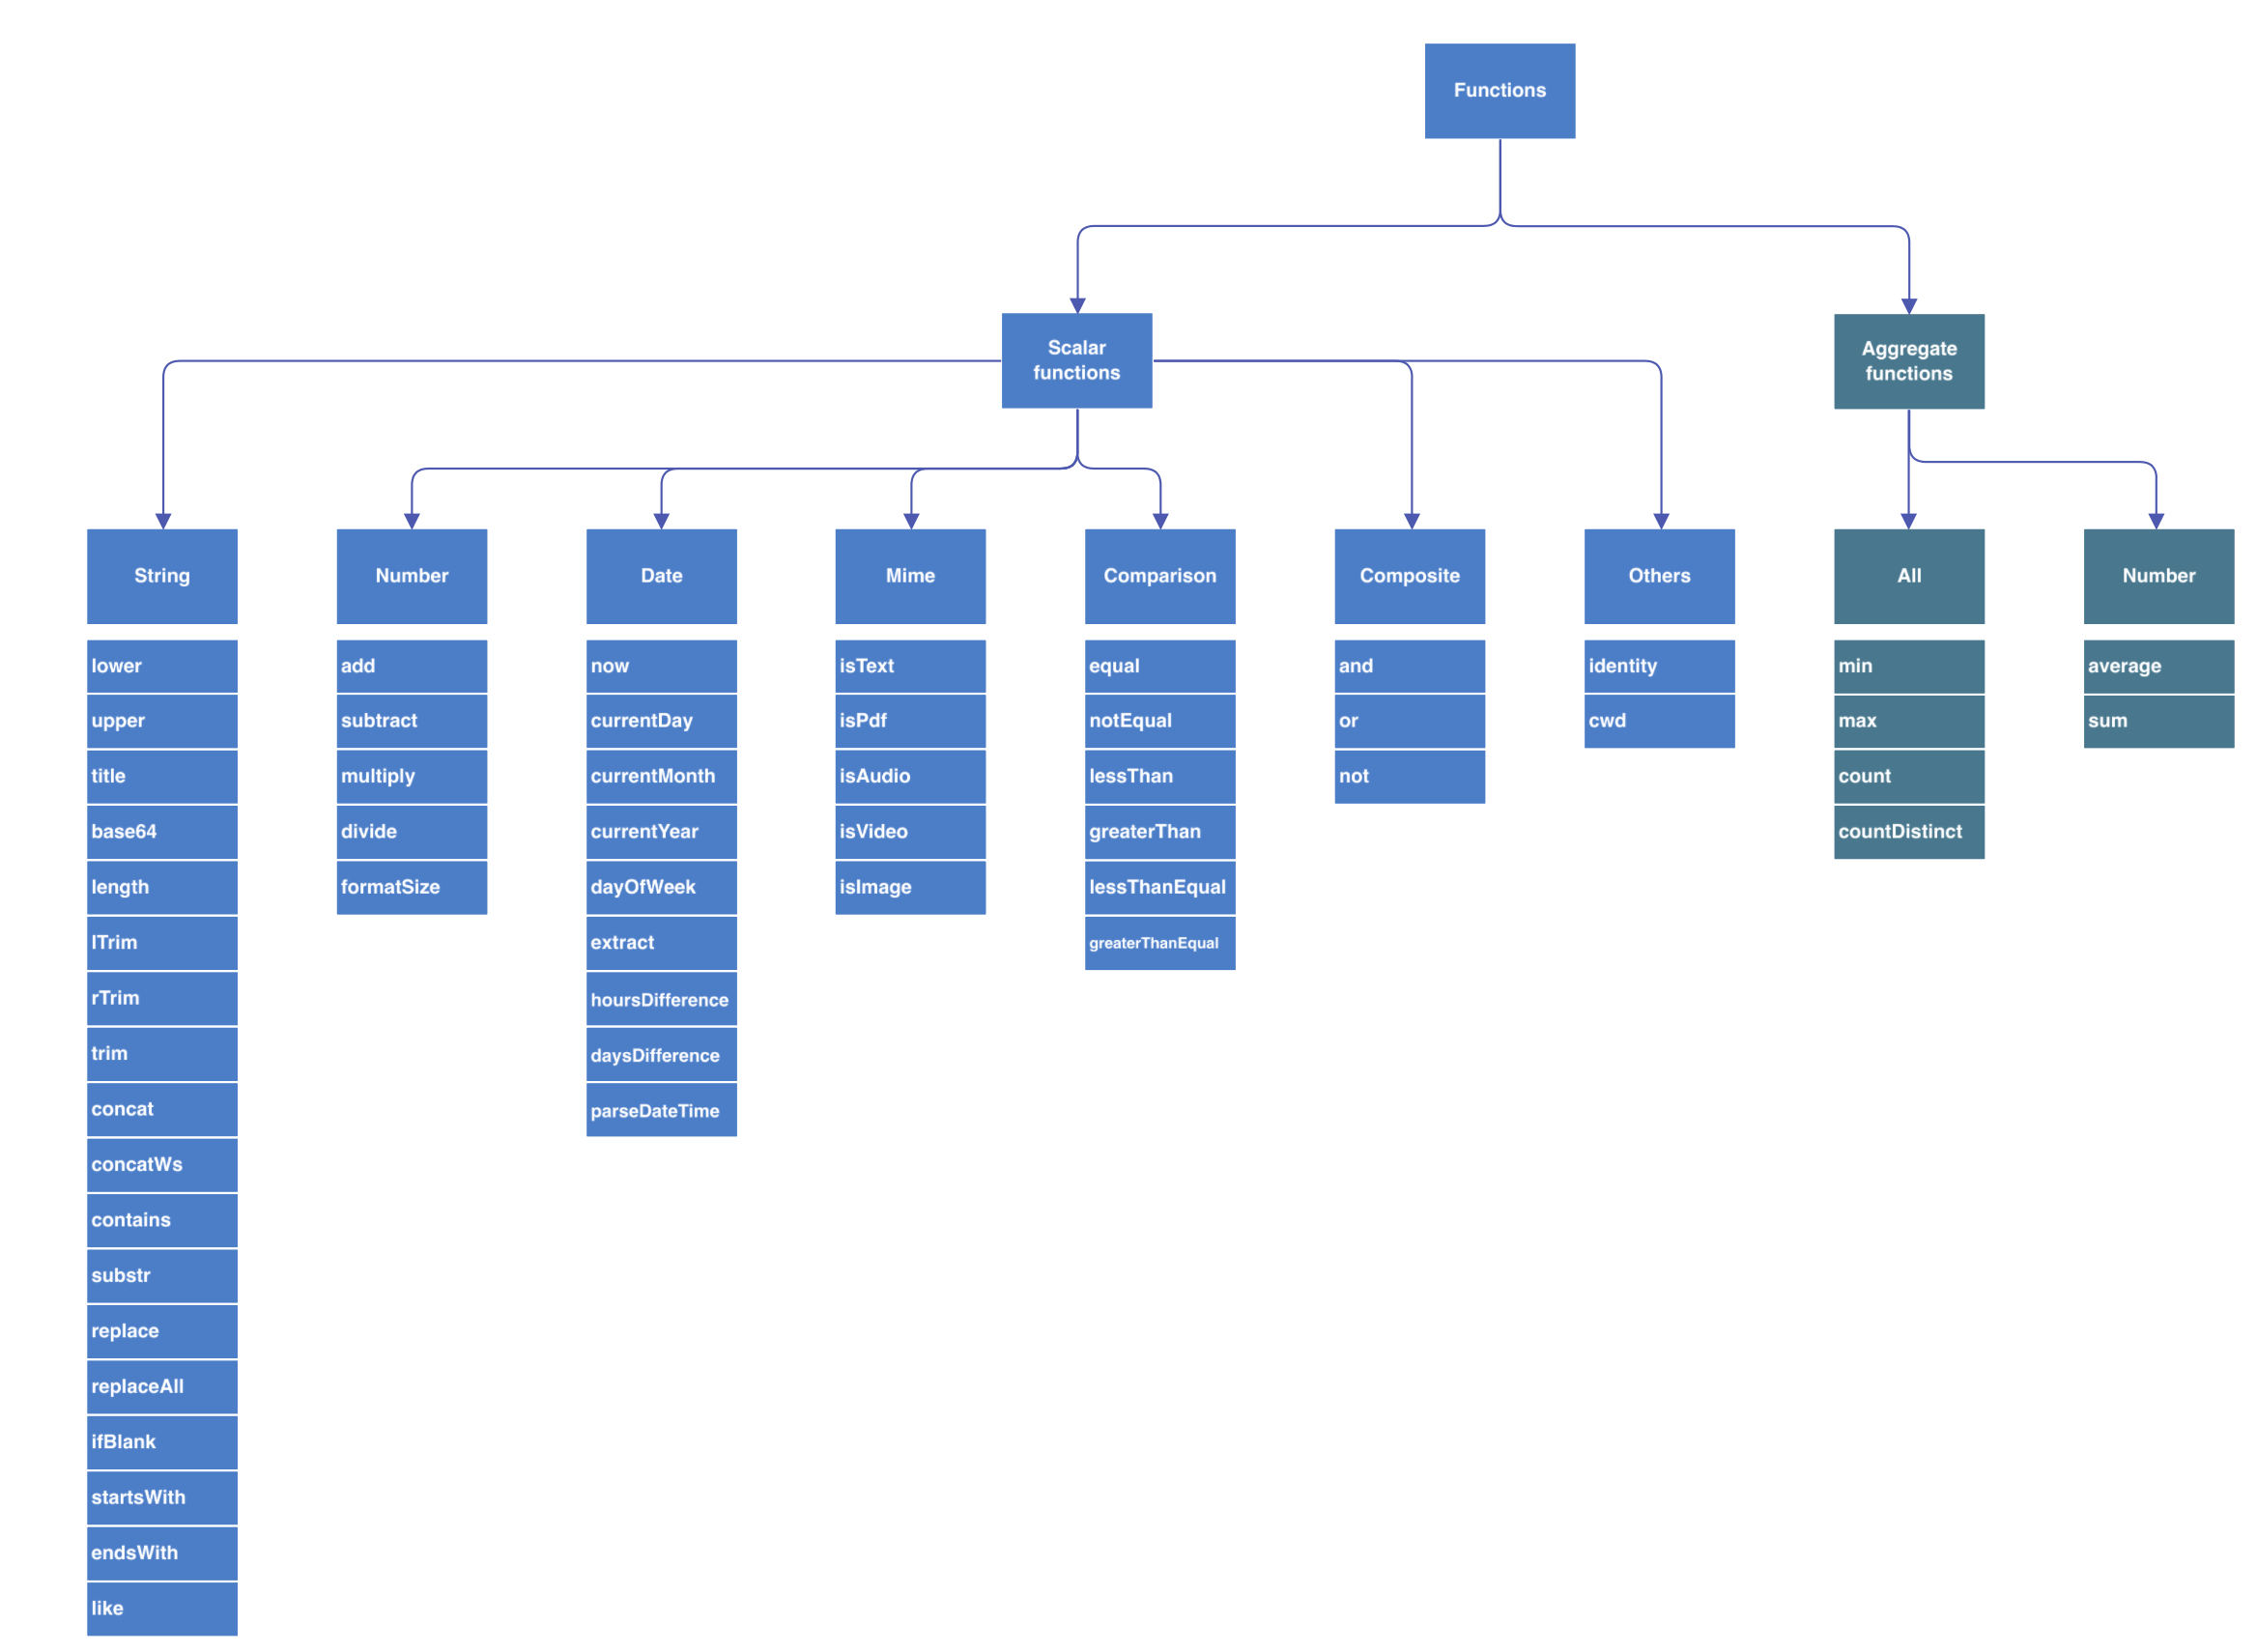 Functions
Scalar
functions
Aggregate
functions
String
Number
Date
Mime
Comparison
Composite
Others
All
Number
lower
upper
title
base64
length
lTrim
rTrim
trim
concat
concatWs
contains
substr
replace
replaceAll
ifBlank
startsWith
endsWith
like
add
subtract
multiply
divide
formatSize
now
currentDay
currentMonth
currentYear
dayOfWeek
extract
hoursDifference
daysDifference
parseDateTime
isText
isPdf
isAudio
isVideo
isImage
equal
notEqual
lessThan
greaterThan
lessThanEqual
greaterThanEqual
and
or
not
identity
cwd
min
max
count
countDistinct
average
sum